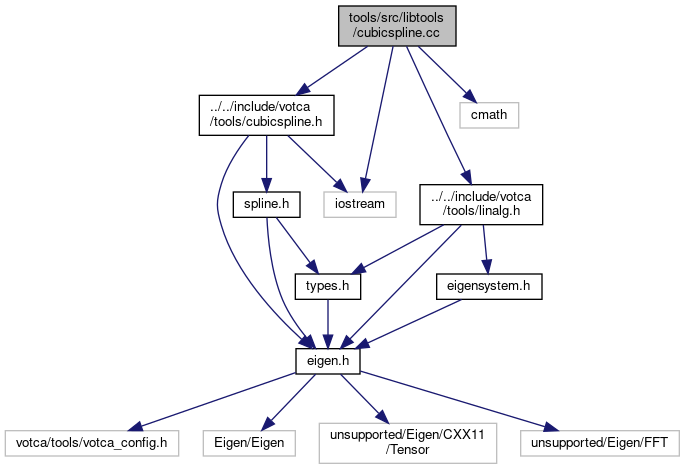 tools/src/libtools
/cubicspline.cc
../../include/votca
/tools/cubicspline.h
cmath
spline.h
iostream
../../include/votca
/tools/linalg.h
types.h
eigensystem.h
eigen.h
votca/tools/votca_config.h
Eigen/Eigen
unsupported/Eigen/CXX11
/Tensor
unsupported/Eigen/FFT